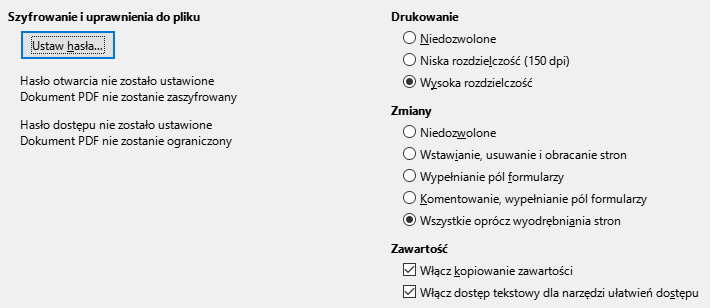 Szyfrowanie i uprawnienia do pliku
Ustaw hasła...
Hasło otwarcia nie zostało ustawione
Dokument PDF nie zostanie zaszyfrowany
Hasło dostępu nie zostało ustawione
Dokument PDF nie zostanie ograniczony
Drukowanie
Niedozwolone
Niska rozdzielczość (150 dpi)
Wysoka rozdzielczość
Zmiany
Niedozwolone
Wstawianie, usuwanie i obracanie stron
Wypełnianie pól formularzy
Komentowanie, wypełnianie pól formularzy
Wszystkie oprócz wyodrębniania stron
Zawartość
Włącz kopiowanie zawartości
Włącz dostęp tekstowy dla narzędzi ułatwień dostępu